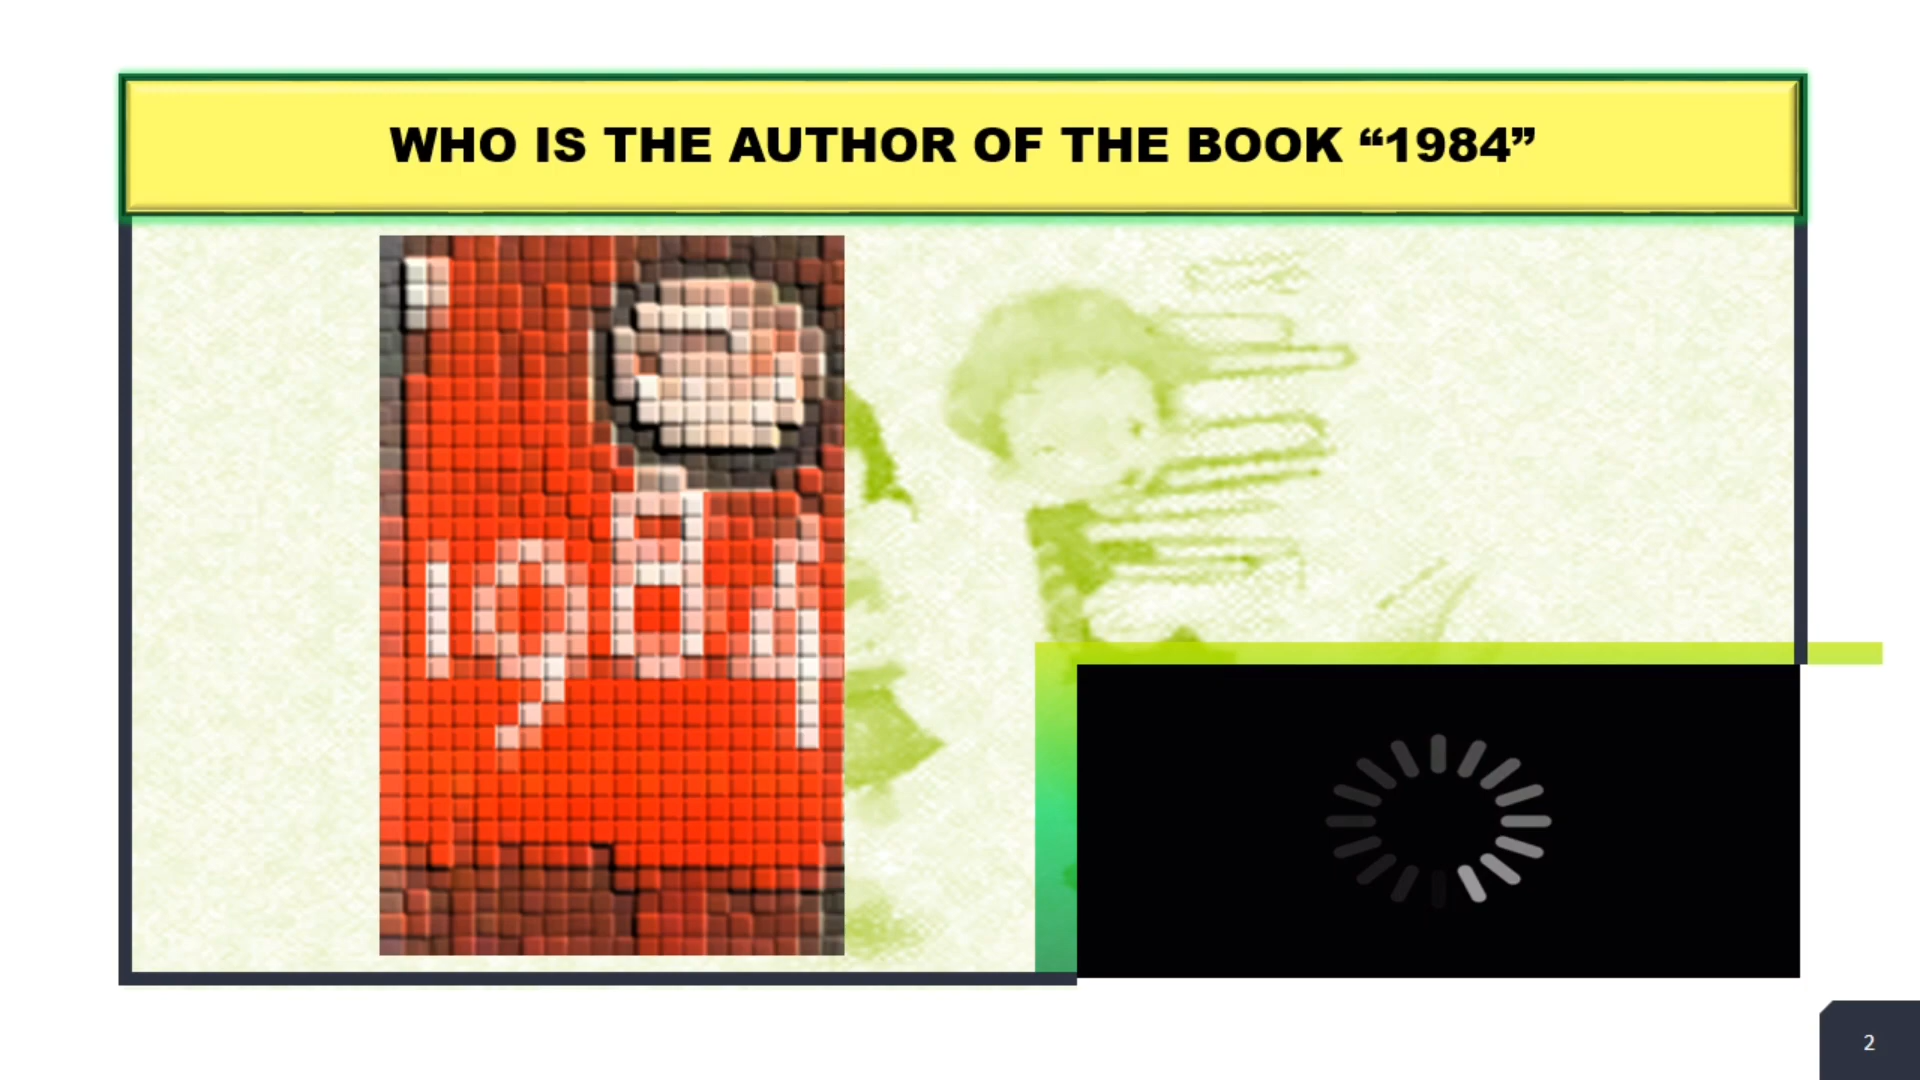 WHO IS THE AUTHOR OF THE BOOK “1984”
1984
2